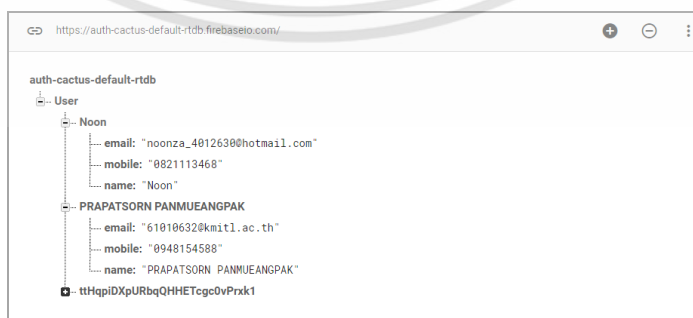 https://auth-cactus-default-rtdb.firebaseio.com/
auth-cactus-default-rtdb
User
Noon
email: "noonza_4012630@hotmail.com"
mobile: "0821113468"
name: "Noon"
PRAPATSORN PANMUEANGPAK
email: "61010632@kmitl.ac.th"
mobile: "0948154588"
name: "PRAPATSORN PANMUEANGPAK"
ttHqpiDXpURbqQHHETcgc0vPrxk1